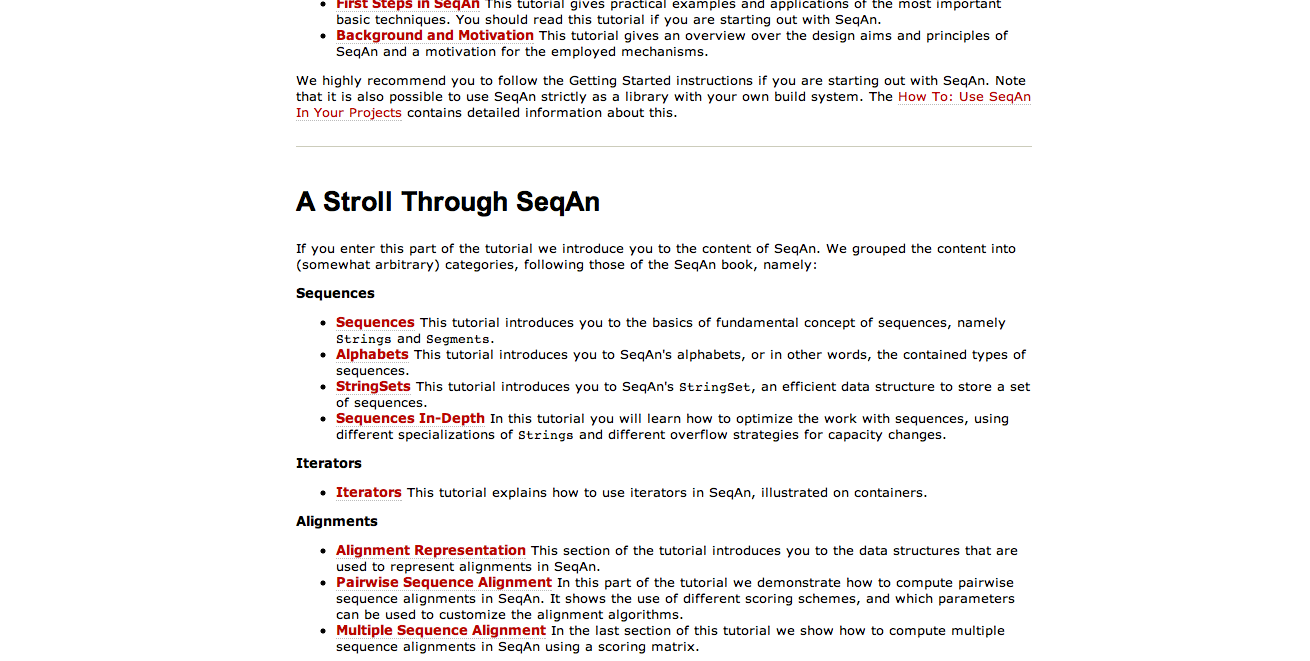 First Steps in SeqAn This tutorial gives practical examples and applications of the most important
basic techniques. You should read this tutorial if you are starting out with SeqAn.
Background and Motivation This tutorial gives an overview over the design aims and principles of
SeqAn and a motivation for the employed mechanisms.
We highly recommend you to follow the Getting Started instructions if you are starting out with SeqAn. Note
that it is also possible to use SeqAn strictly as a library with your own build system. The How To: Use SeqAn
In Your Projects contains detailed information about this.
A Stroll Through SeqAn
If you enter this part of the tutorial we introduce you to the content of SeqAn. We grouped the content into
(somewhat arbitrary) categories, following those of the SeqAn book, namely:
Sequences
Sequences This tutorial introduces you to the basics of fundamental concept of sequences, namely
Strings and Segments.
Alphabets This tutorial introduces you to SeqAn's alphabets, or in other words, the contained types of
sequences.
StringSets This tutorial introduces you to SeqAn's StringSet, an efficient data structure to store a set
of sequences.
Sequences In-Depth In this tutorial you will learn how to optimize the work with sequences, using
different specializations of Strings and different overflow strategies for capacity changes.
Iterators
Iterators This tutorial explains how to use iterators in SeqAn, illustrated on containers.
Alignments
Alignment Representation This section of the tutorial introduces you to the data structures that are
used to represent alignments in SeqAn.
Pairwise Sequence Alignment In this part of the tutorial we demonstrate how to compute pairwise
sequence alignments in SeqAn. It shows the use of different scoring schemes, and which parameters
can be used to customize the alignment algorithms.
Multiple Sequence Alignment In the last section of this tutorial we show how to compute multiple
sequence alignments in SeqAn using a scoring matrix.